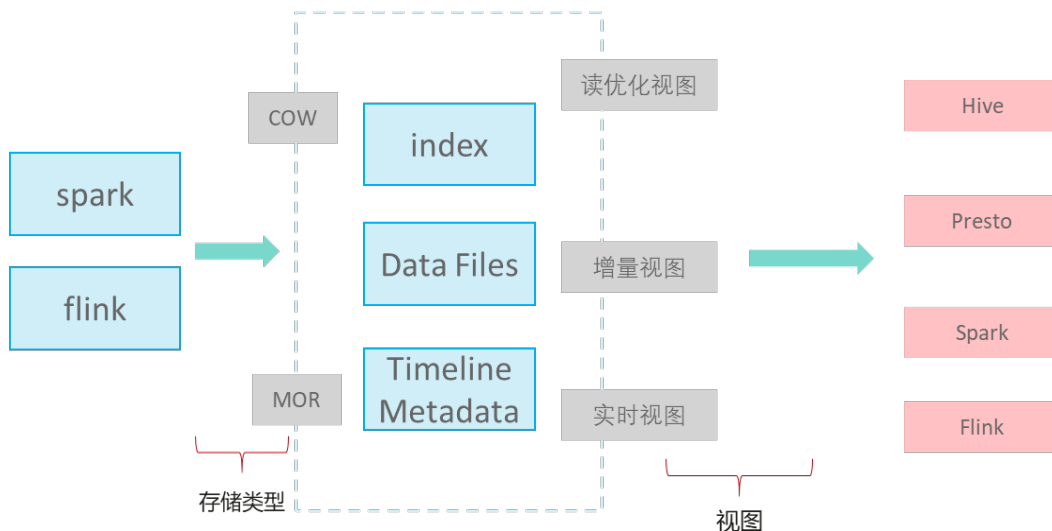 spark
flink
COW
MOR
存储类型
index
Data Files
Timeline
Metadata
读优化视图
增量视图
实时视图
视图
Hive
Presto
Spark
Flink